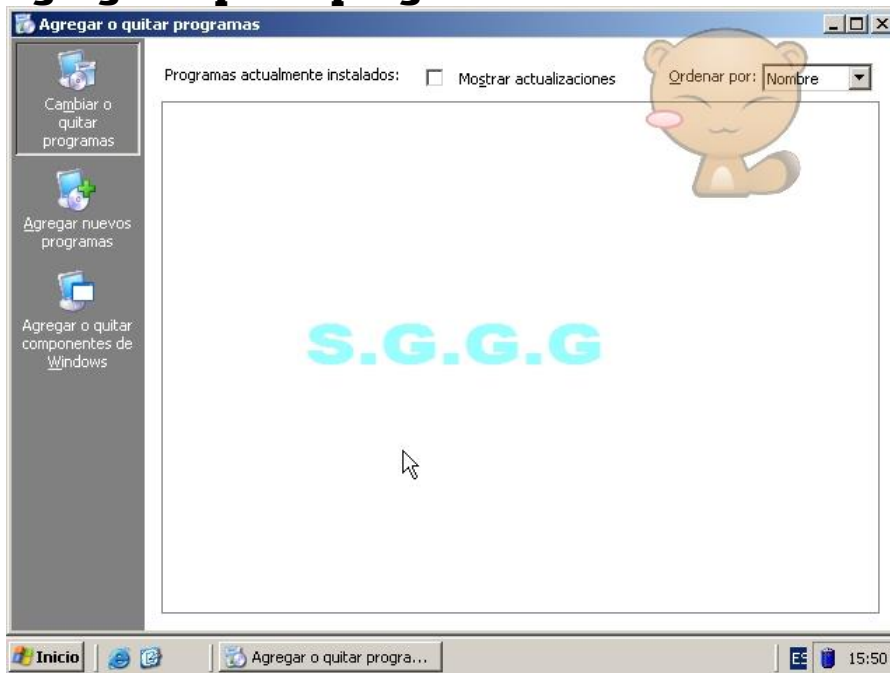 Agregar o quitar programas
Programas actualmente instalados:
Mostrar actualizaciones
Ordenar por:
Nombre
Cambiar o
quitar
programas
Agregar nuevos
programas
Agregar o quitar
componentes de
Windows
S.G.G.G
Inicio
Agregar o quitar progra...
ES
15:50